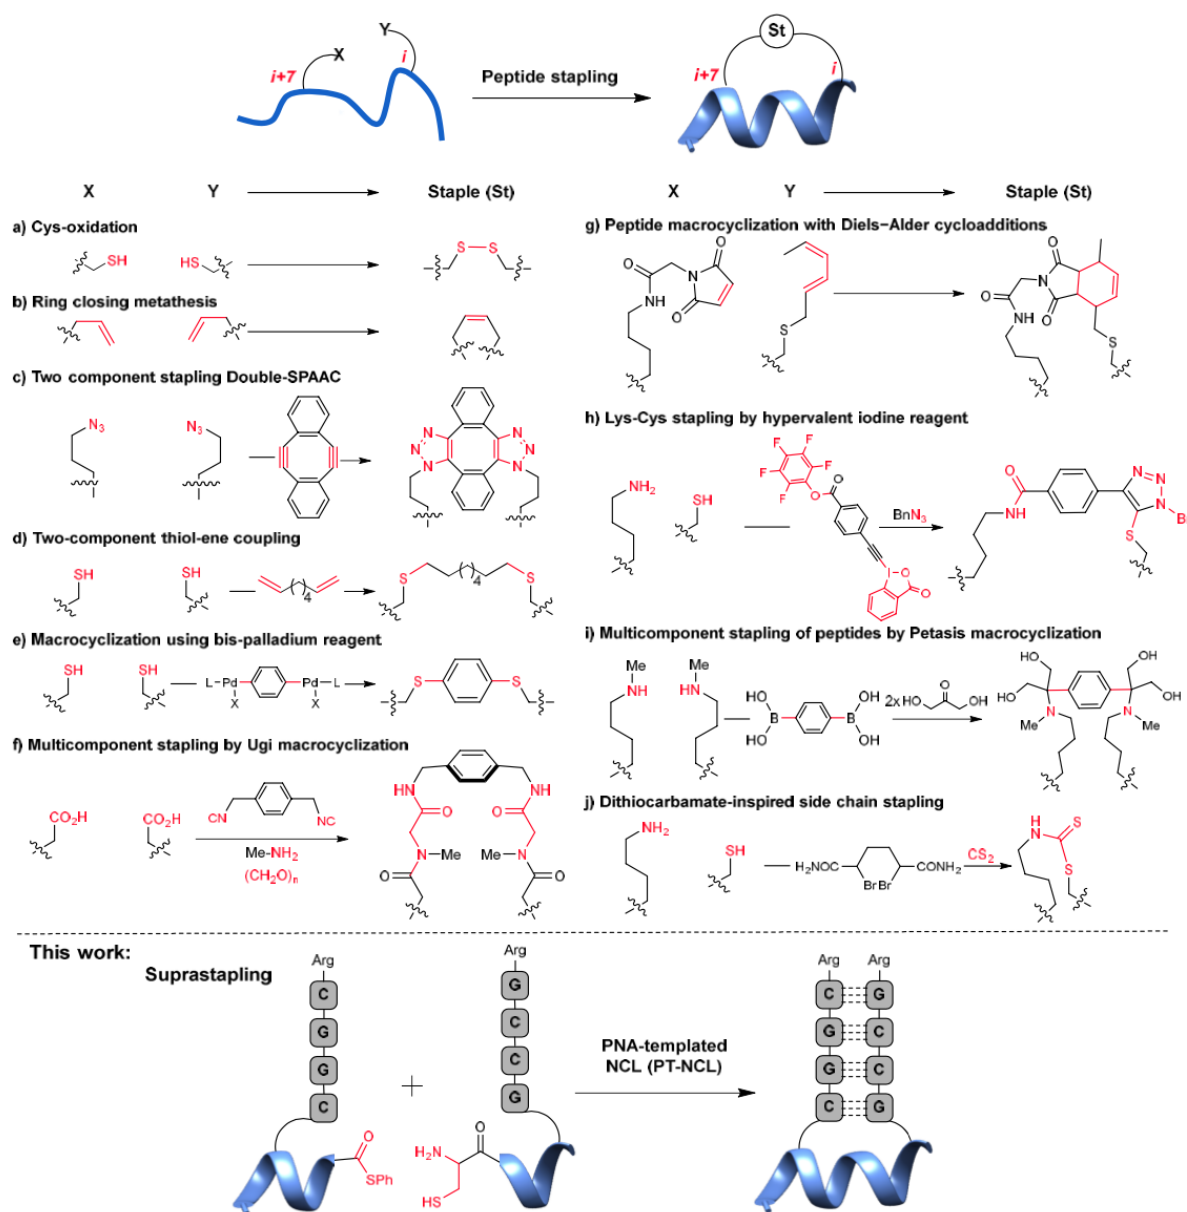 Y
X
i
i+7
Peptide stapling
St
i+7
i
X Y Staple (St)
a) Cys-oxidation
SH HS S S
b) Ring closing metathesis
c) Two component stapling Double-SPAAC
N3 N3
N N
N N
N N
d) Two-component thiol-ene coupling
SH SH 4 S 4 S
e) Macrocyclization using bis-palladium reagent
SH SH L Pd X Pd L X S S
f) Multicomponent stapling by Ugi macrocyclization
CO2H CO2H
CN NC
Me-NH2
(CH2O)n
NH HN
O O
N Me Me N
O O
X Y Staple (St)
g) Peptide macrocyclization with Diels-Alder cycloadditions
O O N O NH
S
O N O NH O
S
h) Lys-Cys stapling by hypervalent iodine reagent
NH2 SH
F F F F F
O O
I O O
BnN3
O NH
N N N Br
S
i) Multicomponent stapling of peptides by Petasis macrocyclization
Me NH Me HN
HO B OH HO B OH
2x HO O OH
HO OH HO OH
N Me N Me
j) Dithiocarbamate-inspired side chain stapling
NH2 SH
H2NOC CONH2
BrBr
CS2
HN S S
This work:
Suprastapling
Arg
C
G
G
C
O
SPh
+
Arg
G
C
C
G
O
H2N
HS
PNA-templated
NCL (PT-NCL)
Arg Arg
C G
G C
G C
C G